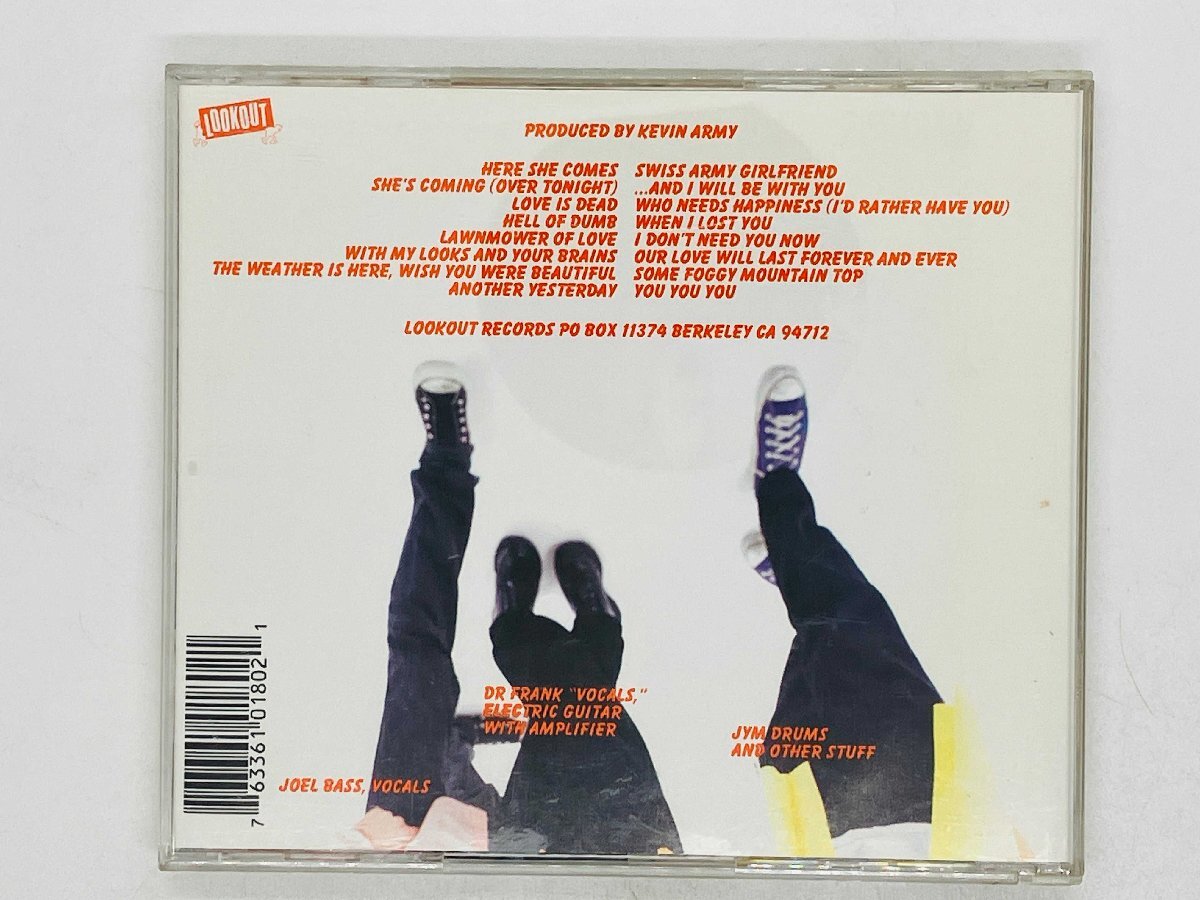 LOOKOUT
PRODUCED BY KEVIN ARMY
HERE SHE COMES
SHE'S COMING (OVER TONIGHT)
LOVE IS DEAD
HELL OF DUMB
LAWNMOWER OF LOVE
WITH MY LOOKS AND YOUR BRAINS
THE WEATHER IS HERE, WISH YOU WERE BEAUTIFUL
ANOTHER YESTERDAY
SWISS ARMY GIRLFRIEND
...AND I WILL BE WITH YOU
WHO NEEDS HAPPINESS (I'D RATHER HAVE YOU)
WHEN I LOST YOU
I DON'T NEED YOU NOW
OUR LOVE WILL LAST FOREVER AND EVER
SOME FOGGY MOUNTAIN TOP
YOU YOU YOU
LOOKOUT RECORDS PO BOX 11374 BERKELEY CA 94712
DR FRANK "VOCALS,"
ELECTRIC GUITAR
WITH AMPLIFIER
JYM DRUMS
AND OTHER STUFF
JOEL BASS, VOCALS
7 63361 01802 1